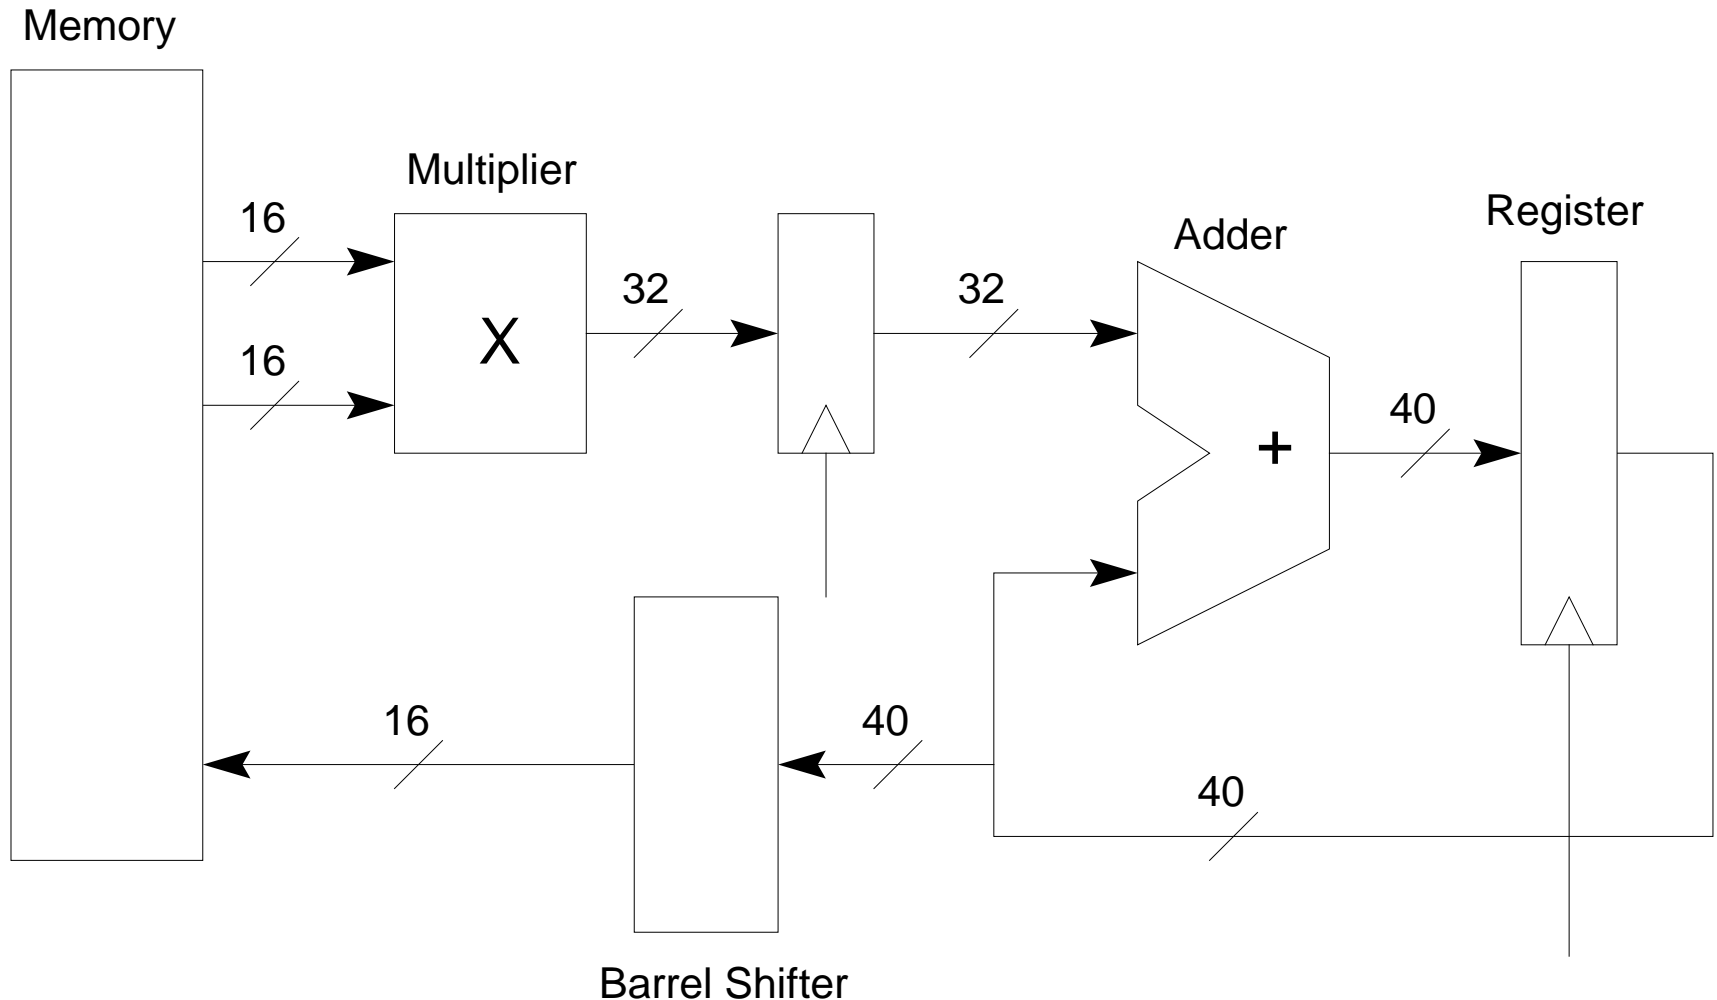 Memory
Multiplier
Register
16
Adder
32
32
X
16
40
+
16
40
40
Barrel Shifter